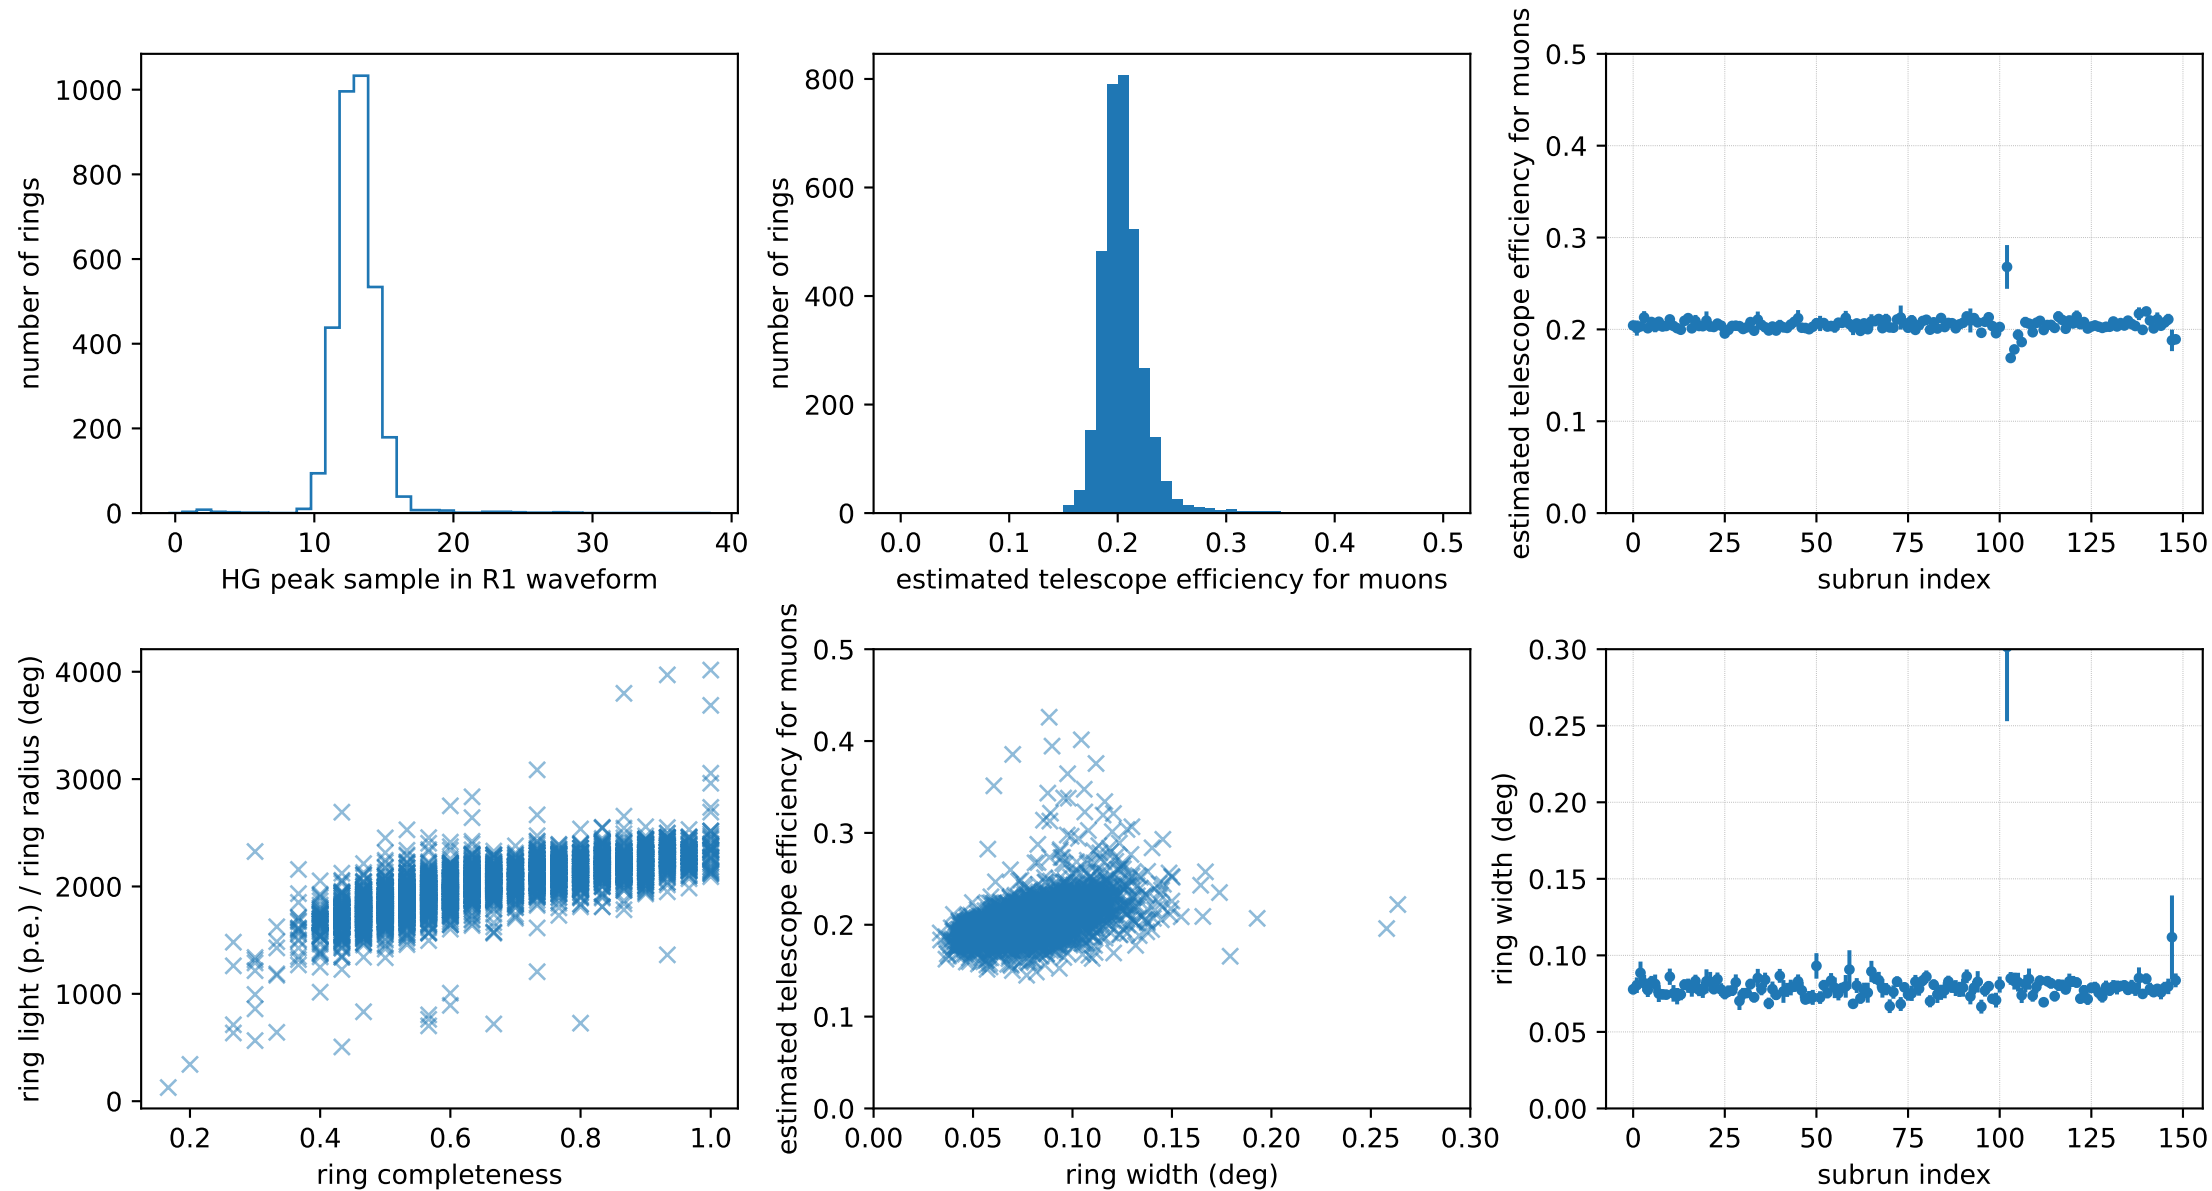 number of rings
1000
800
600
400
200
0
0 10 20 30 40
HG peak sample in R1 waveform
number of rings
800
600
400
200
0
0.0 0.1 0.2 0.3 0.4 0.5
estimated telescope efficiency for muons
estimated telescope efficiency for muons
0.5
0.4
0.3
0.2
0.1
0.0
0 25 50 75 100 125 150
subrun index
ring light (p.e.) / ring radius (deg)
4000
3000
2000
1000
0
0.2 0.4 0.6 0.8 1.0
ring completeness
estimated telescope efficiency for muons
0.5
0.4
0.3
0.2
0.1
0.0
0.00 0.05 0.10 0.15 0.20 0.25 0.30
ring width (deg)
ring width (deg)
0.30
0.25
0.20
0.15
0.10
0.05
0.00
0 25 50 75 100 125 150
subrun index